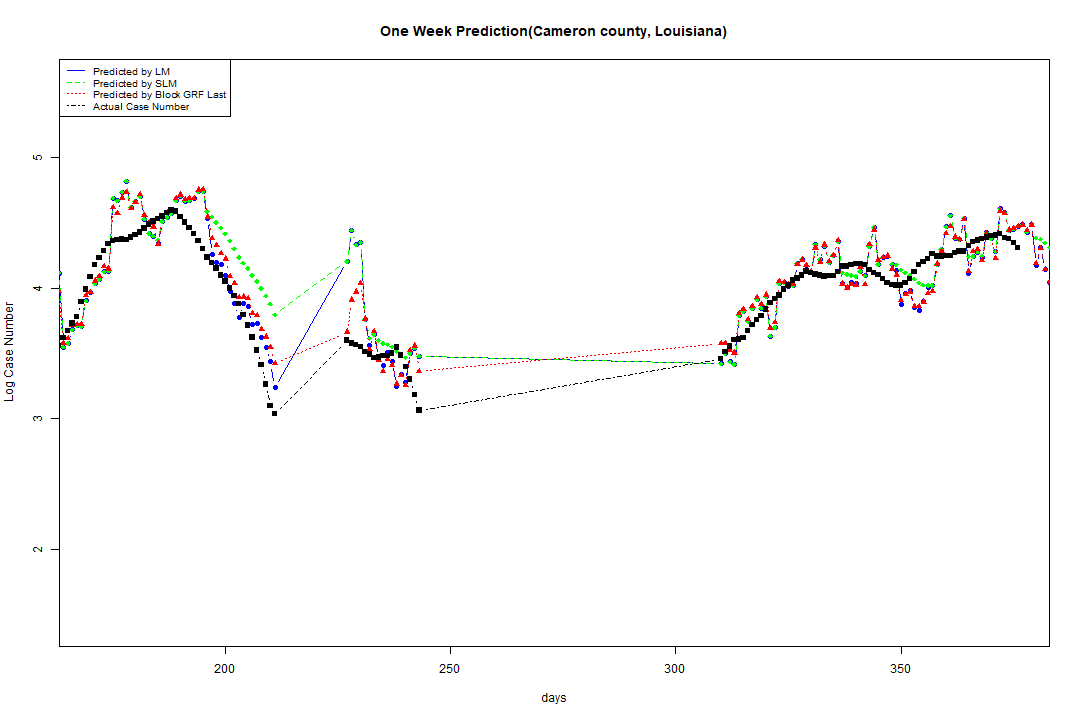 One Week Prediction(Cameron county, Louisiana)
Predicted by LM
Predicted by SLM
Predicted by Block GRF Last
Actual Case Number
5
4
3
2
Log Case Number
200
250
300
350
days